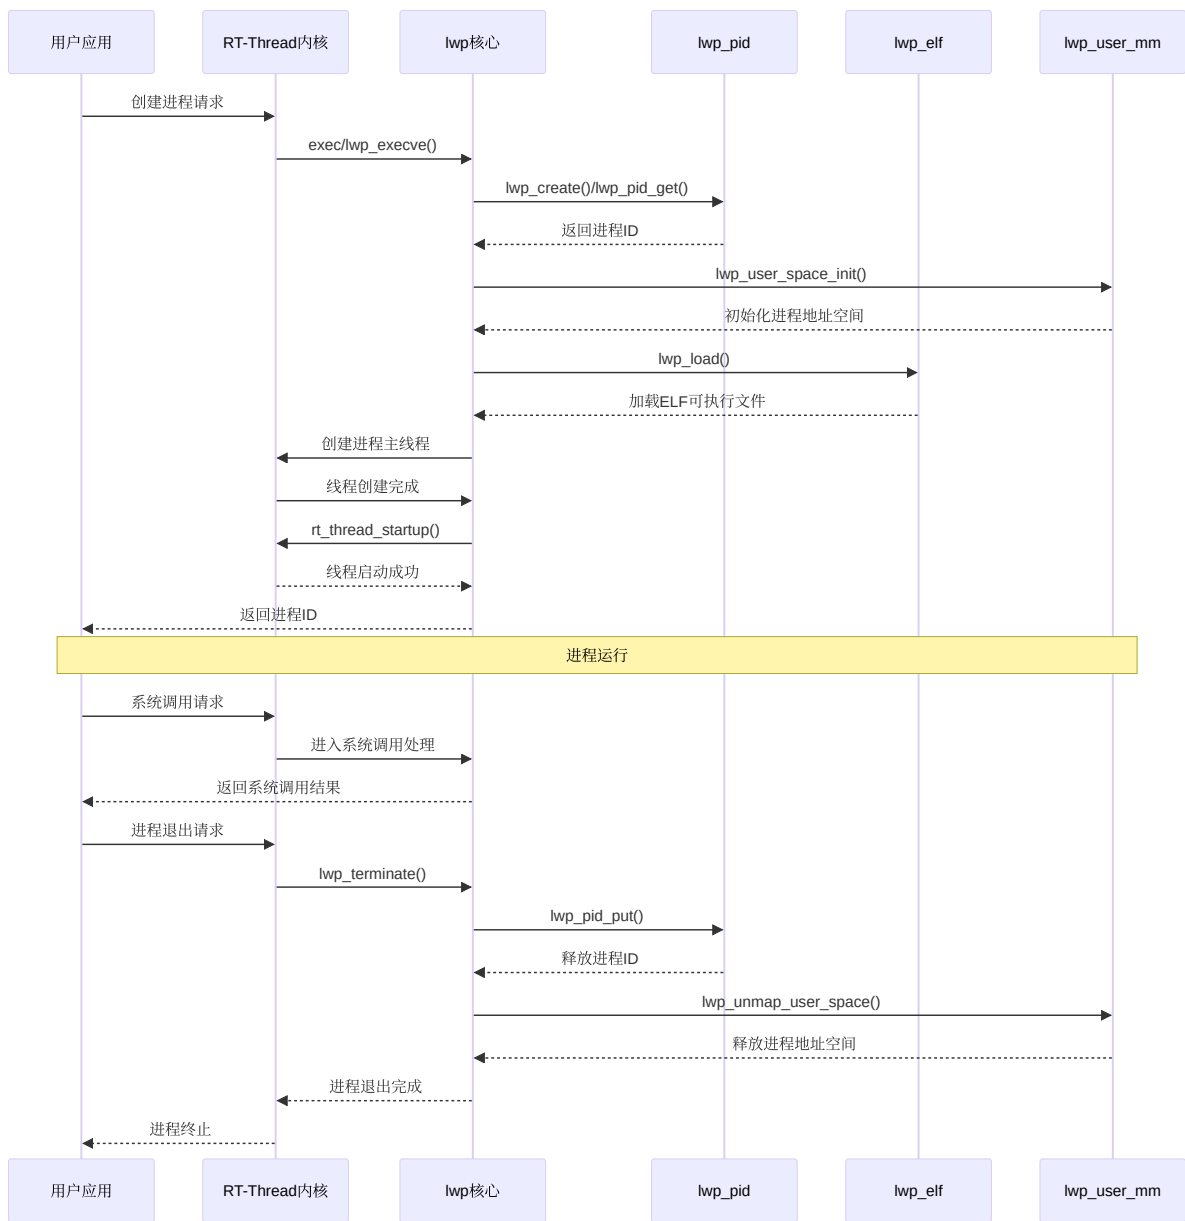 用户应用
RT-Thread内核
lwp核心
lwp_pid
lwp_elf
lwp_user_mm
创建进程请求
exec/lwp_execve()
lwp_create()/lwp_pid_get()
返回进程ID
lwp_user_space_init()
初始化进程地址空间
lwp_load()
加载ELF可执行文件
创建进程主线程
线程创建完成
rt_thread_startup()
线程启动成功
返回进程ID
进程运行
系统调用请求
进入系统调用处理
返回系统调用结果
进程退出请求
lwp_terminate()
lwp_pid_put()
释放进程ID
lwp_unmap_user_space()
释放进程地址空间
进程退出完成
进程终止
用户应用
RT-Thread内核
lwp核心
lwp_pid
lwp_elf
lwp_user_mm